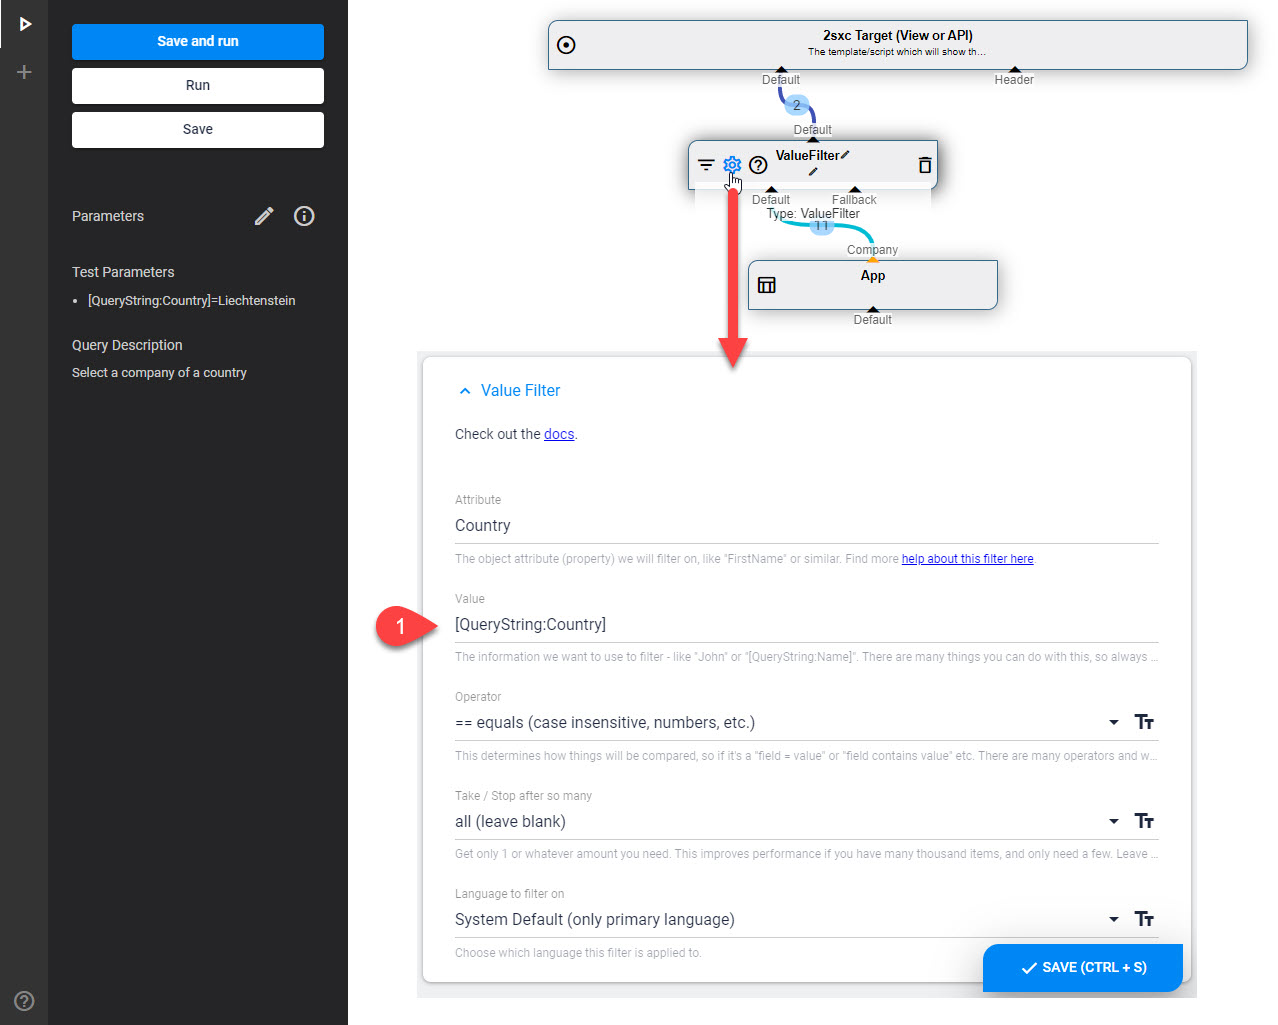 Save and run
Run
Save
Parameters
Test Parameters
• [QueryString:Country]=Liechtenstein
Query Description
Select a company of a country
2sxc Target (View or API)
The template/script which will show th...
Default
Header
2
Default
ValueFilter
Default
Fallback
Type: ValueFilter
11
Company
App
Default
Value Filter
Check out the docs.
Attribute
Country
The object attribute (property) we will filter on, like "FirstName" or similar. Find more help about this filter here
Value
1
[QueryString:Country]
The information we want to use to filter - like "John" or "[QueryString:Name]". There are many things you can do with this, so always ...
Operator
== equals (case insensitive, numbers, etc.)
This determines how things will be compared, so if it's a "field = value" or "field contains value" etc. There are many operators and w...
Take / Stop after so many
all (leave blank)
Get only 1 or whatever amount you need. This improves performance if you have many thousand items, and only need a few. Leave ...
Language to filter on
System Default (only primary language)
Choose which language this filter is applied to.
SAVE (CTRL + S)